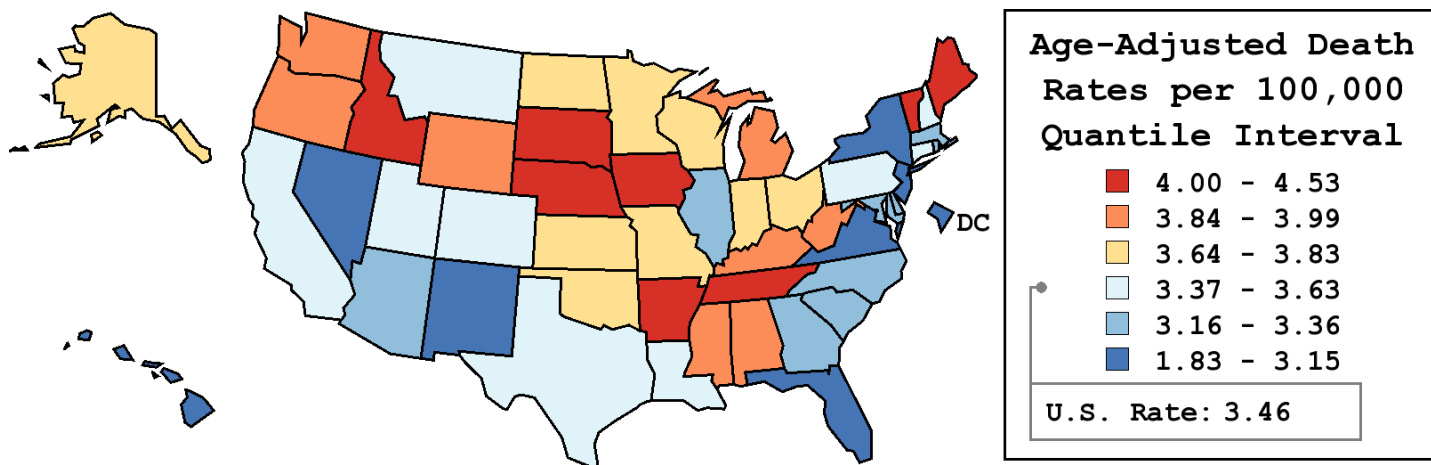 DC
Age-Adjusted Death
Rates per 100,000
Quantile Interval
4.00 - 4.53
3.84 - 3.99
3.64 - 3.83
3.37 - 3.63
3.16 - 3.36
1.83 - 3.15
U.S. Rate: 3.46